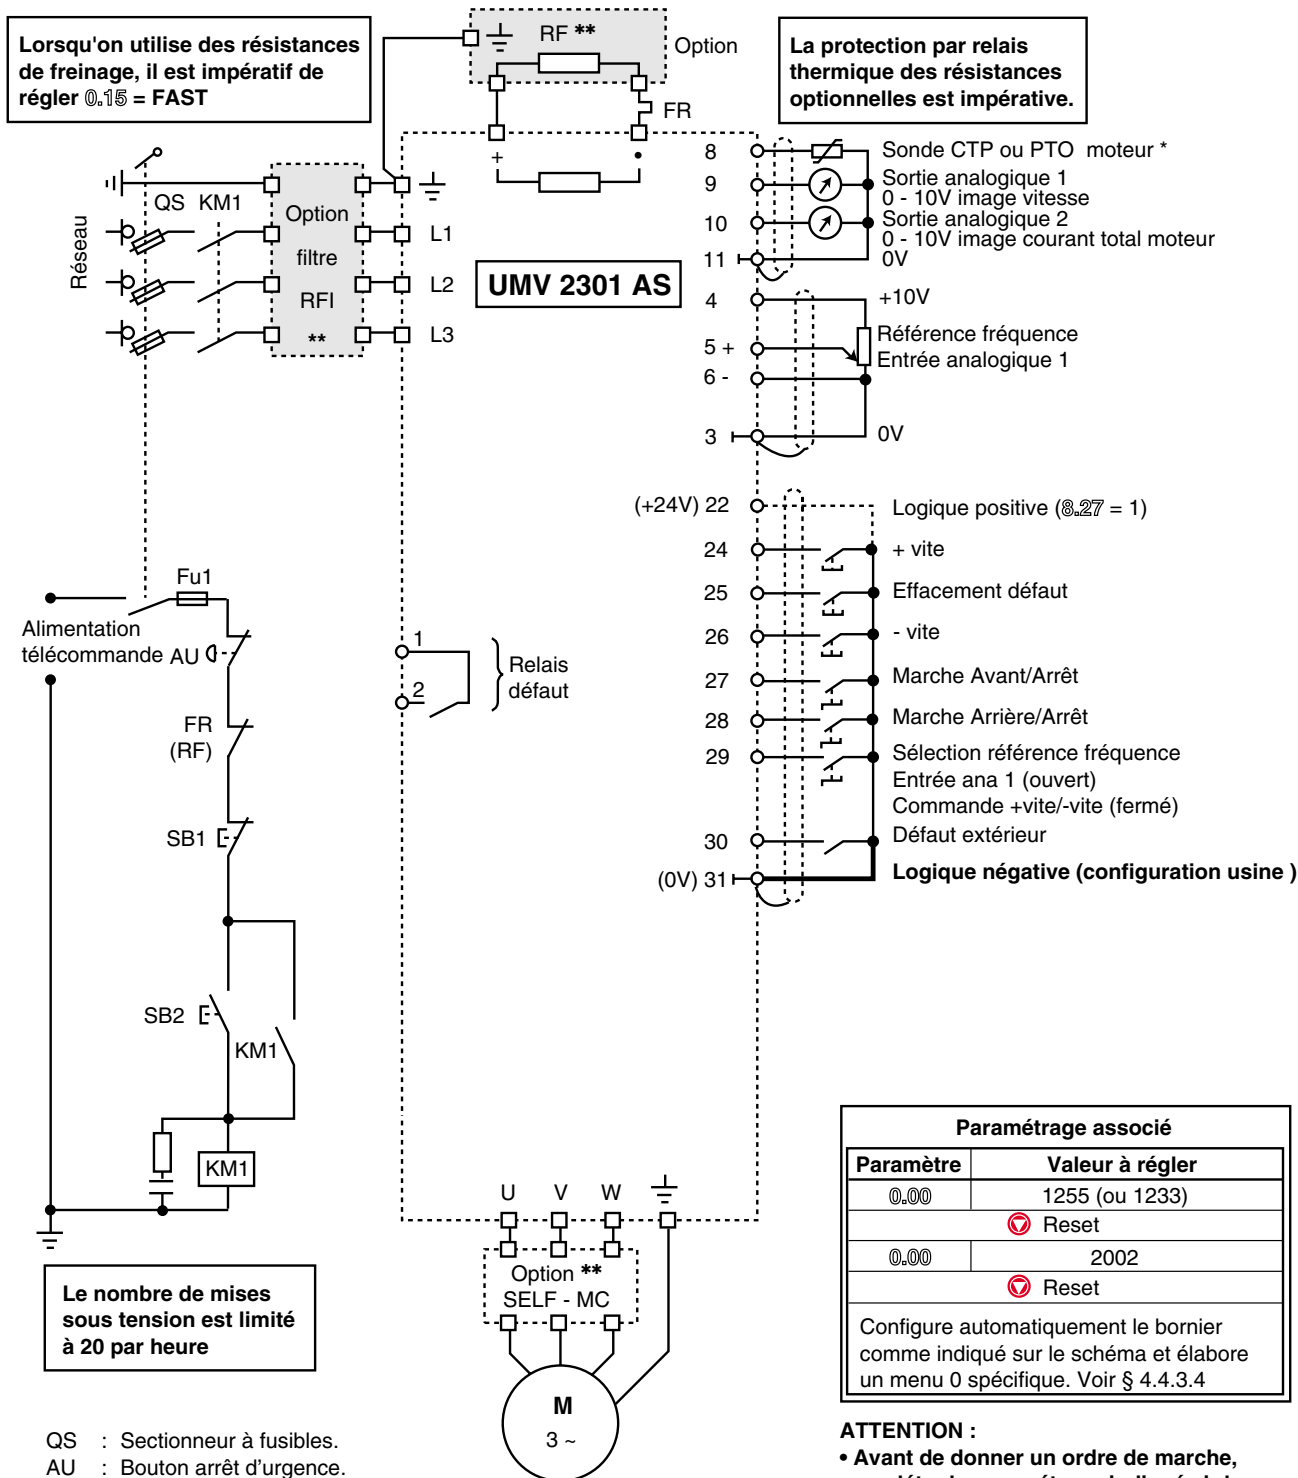 Lorsqu'on utilise des résistances
de freinage, il est impératif de
régler 0.15 = FAST
RF **
Option
FR
+
La protection par relais
thermique des résistances
optionnelles est impérative.
Réseau
QS KM1
Option
filtre
RFI
**
L1
L2
L3
UMV 2301 AS
8 Sonde CTP ou PTO moteur *
9 Sortie analogique 1
0 - 10V image vitesse
10 Sortie analogique 2
0 - 10V image courant total moteur
11 0V
4 +10V
5 + Référence fréquence
Entrée analogique 1
6 -
3 0V
(+24V) 22 Logique positive (8.27 = 1)
24 + vite
25 Effacement défaut
26 - vite
27 Marche Avant/Arrêt
28 Marche Arrière/Arrêt
29 Sélection référence fréquence
Entrée ana 1 (ouvert)
Commande +vite/-vite (fermé)
30 Défaut extérieur
(0V) 31 Logique négative (configuration usine )
Fu1
Alimentation
télécommande AU
FR
(RF)
SB1
SB2
KM1
KM1
1
2
Relais
défaut
U V W
Option **
SELF - MC
M
3 ~
Le nombre de mises
sous tension est limité
à 20 par heure
Paramétrage associé
Paramètre Valeur à régler
0.00 1255 (ou 1233)
Reset
0.00 2002
Reset
Configure automatiquement le bornier
comme indiqué sur le schéma et élabore
un menu 0 spécifique. Voir § 4.4.3.4
QS : Sectionneur à fusibles.
AU : Bouton arrêt d'urgence.
ATTENTION :
• Avant de donner un ordre de marche,